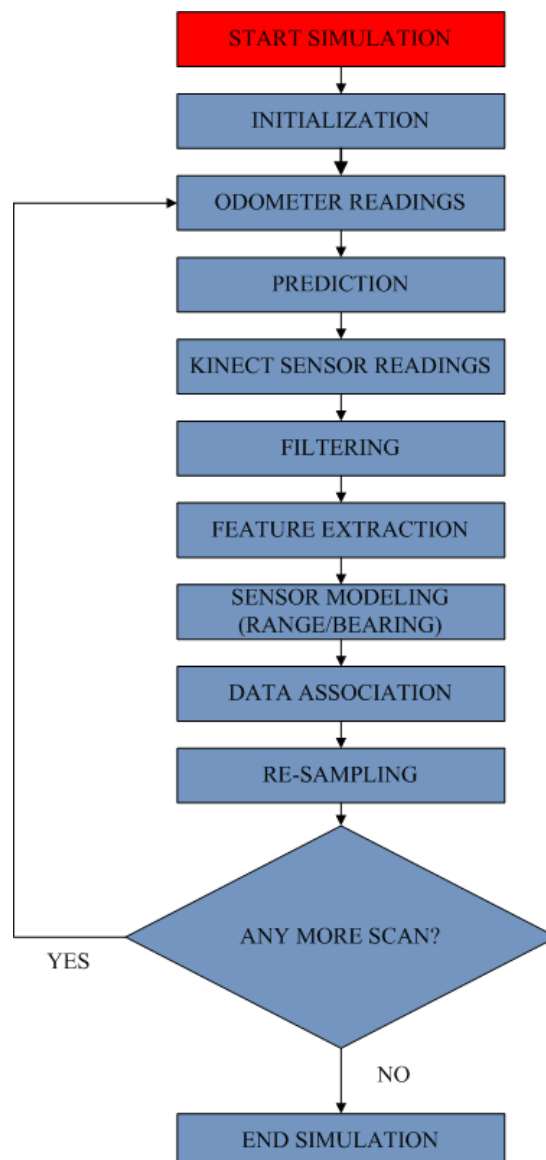 START SIMULATION
INITIALIZATION
ODOMETER READINGS
PREDICTION
KINECT SENSOR READINGS
FILTERING
FEATURE EXTRACTION
SENSOR MODELING
(RANGE/BEARING)
DATA ASSOCIATION
RE-SAMPLING
ANY MORE SCAN?
YES
NO
END SIMULATION